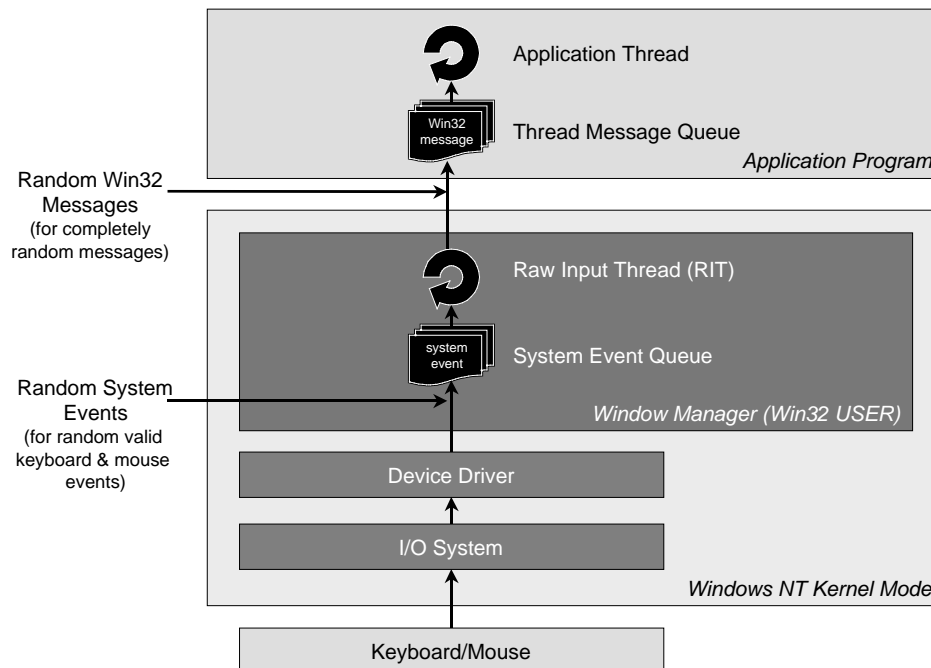 Application Thread
Win32
message
Thread Message Queue
Application Program
Random Win32
Messages
(for completely
random messages)
Raw Input Thread (RIT)
system
event
System Event Queue
Window Manager (Win32 USER)
Random System
Events
(for random valid
keyboard & mouse
events)
Device Driver
I/O System
Windows NT Kernel Mode
Keyboard/Mouse